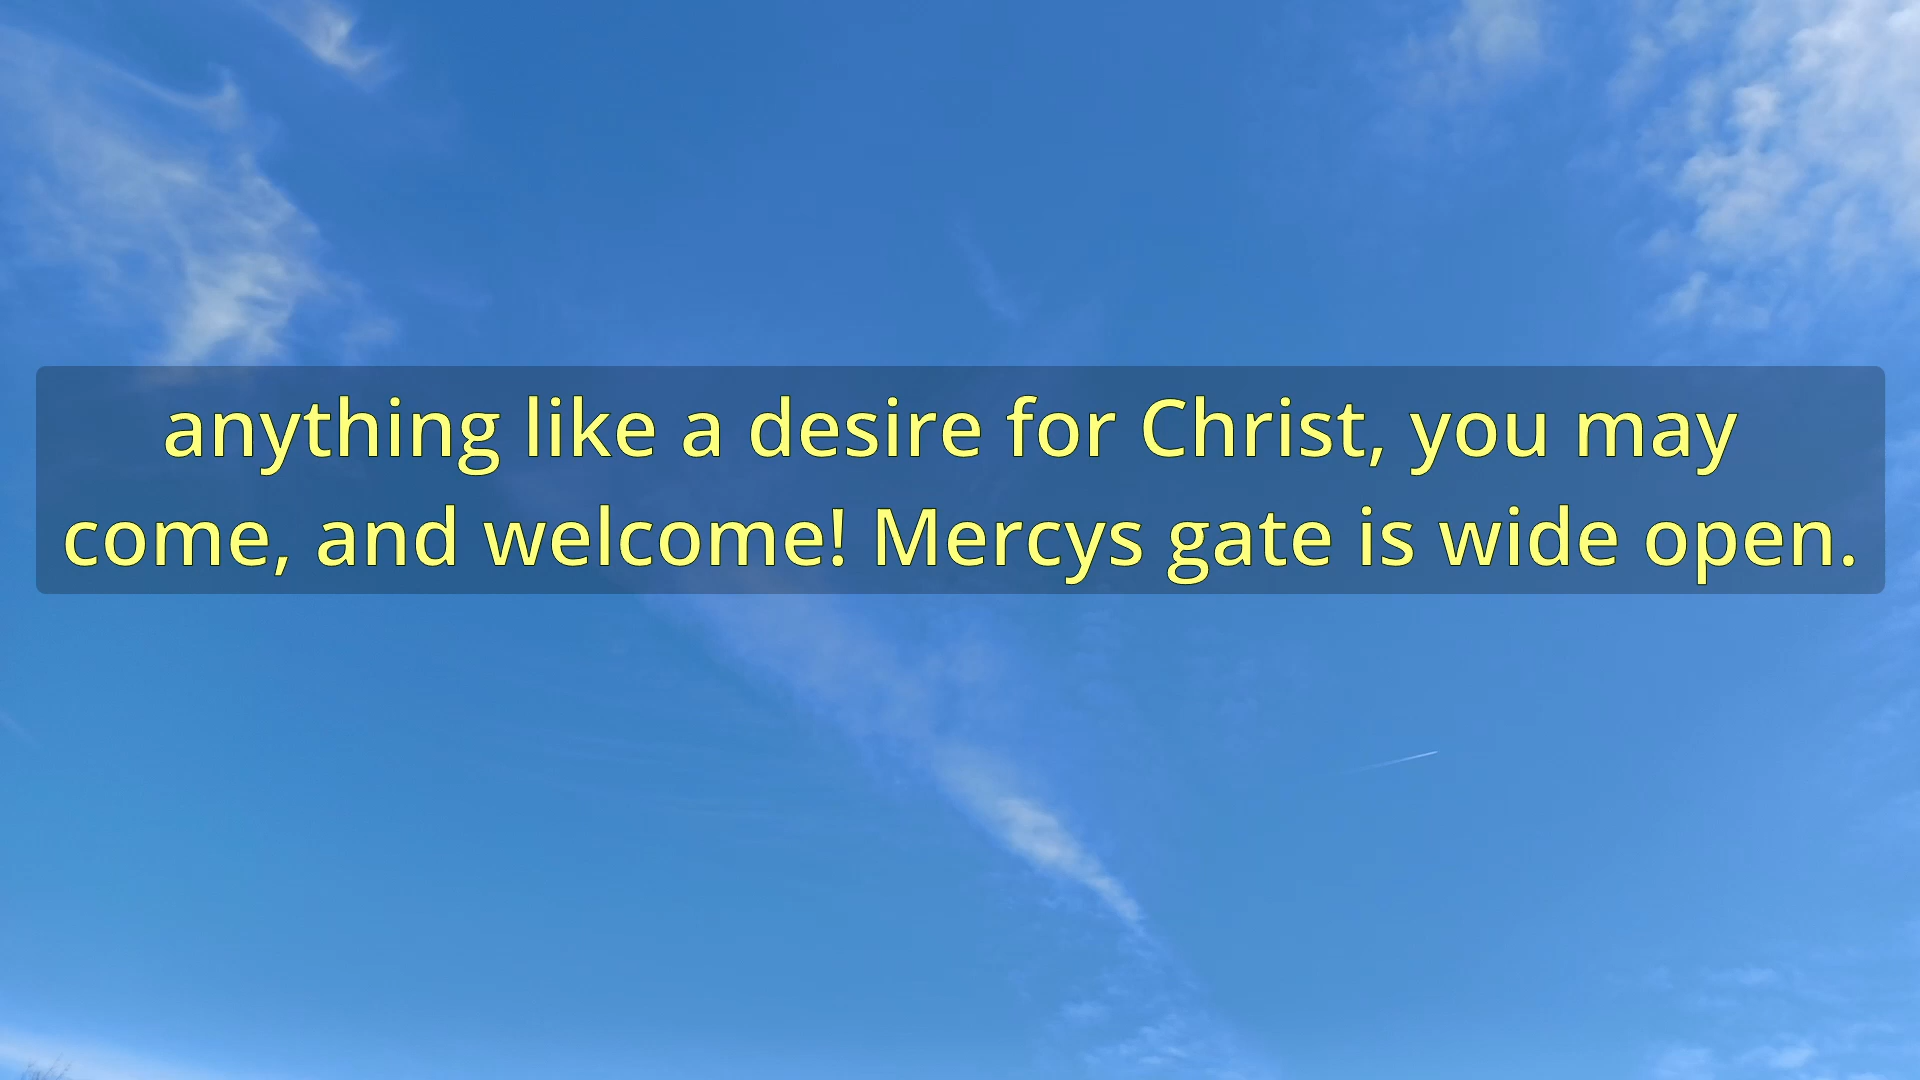 anything like a desire for Christ, you may
come, and welcome! Mercys gate is wide open.